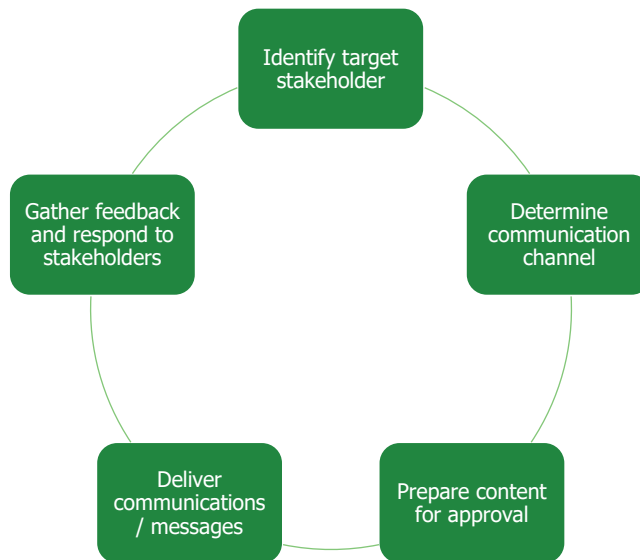 Identify target
stakeholder
Determine
communication
channel
Prepare content
for approval
Deliver
communications
/ messages
Gather feedback
and respond to
stakeholders